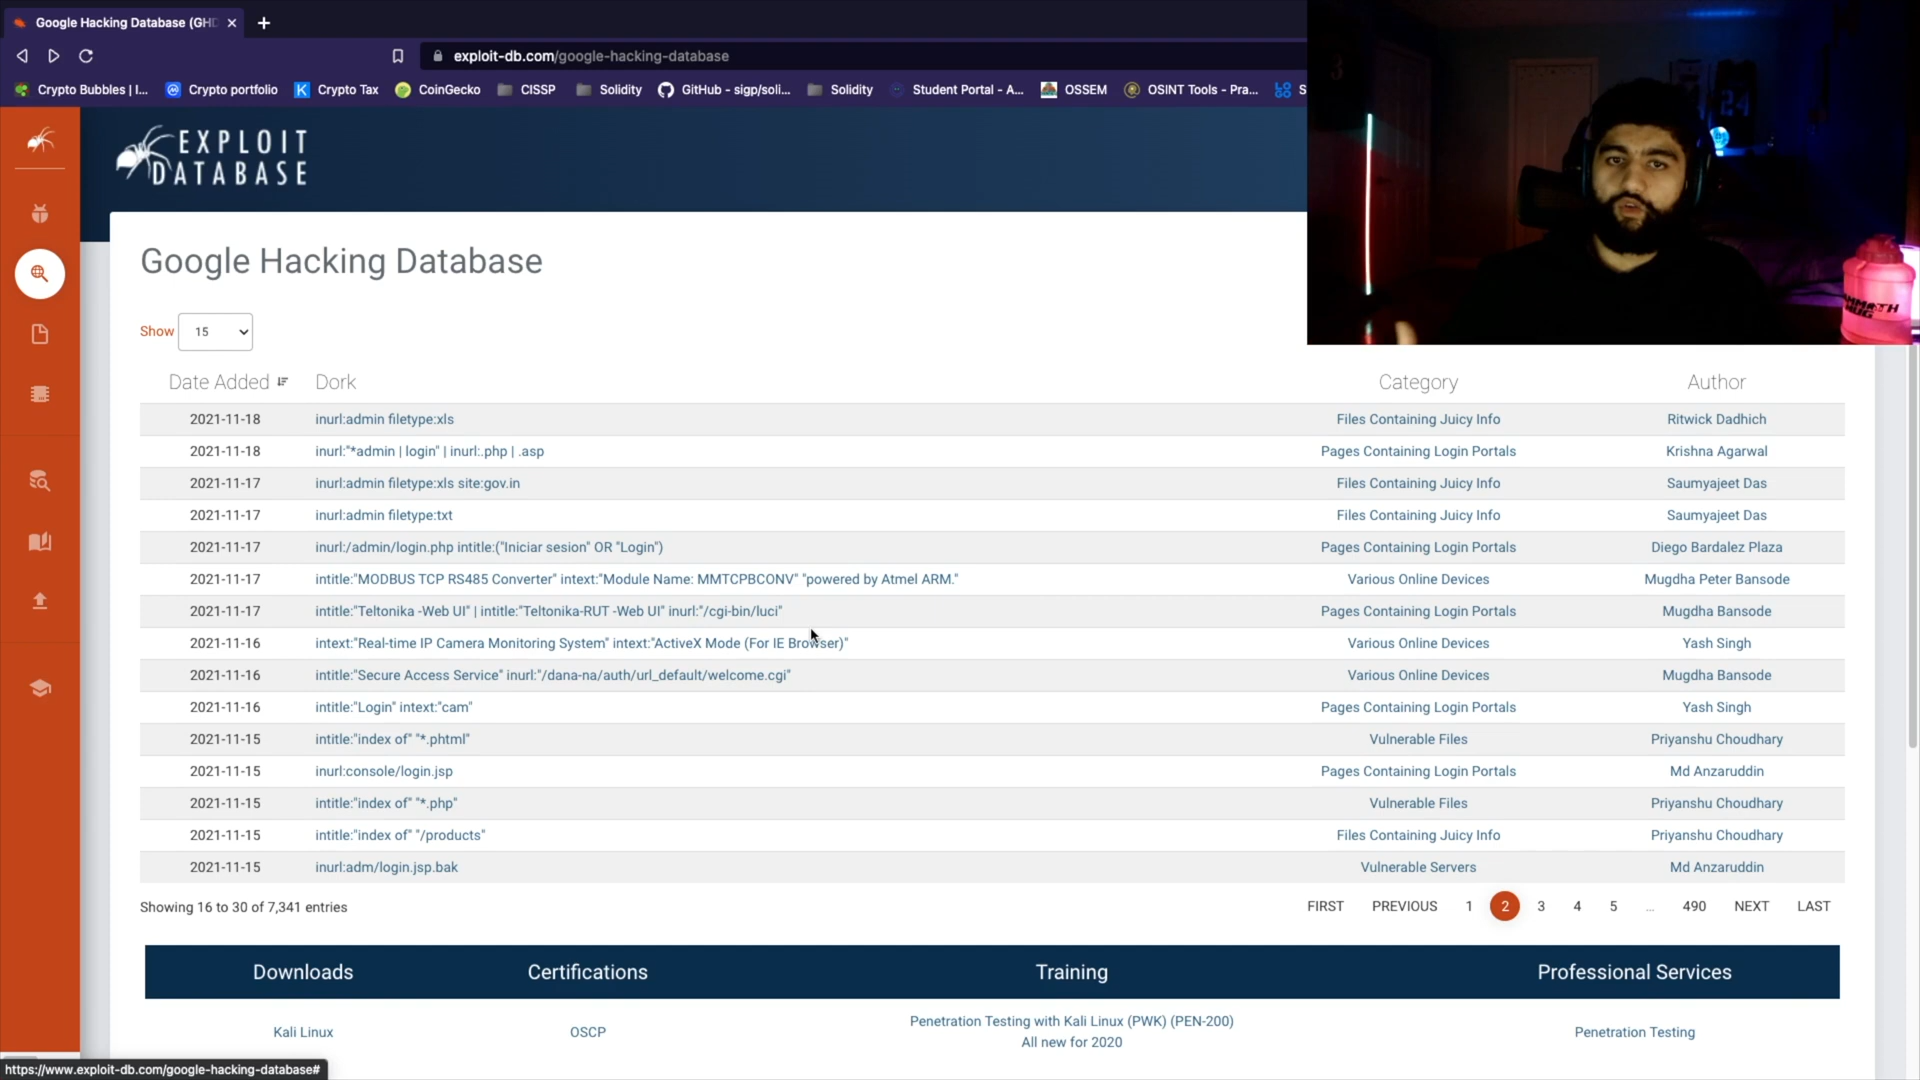 Google Hacking Database (GHD
exploit-db.com/google-hacking-database
Crypto Bubbles | I... Crypto portfolio Crypto Tax CoinGecko CISSP Solidity GitHub - sigp/soli... Solidity Student Portal - A... OSSEM OSINT Tools - Pra... S
EXPLOIT
DATABASE
Google Hacking Database
Show 15
Date Added Dork Category Author
2021-11-18 inurl:admin filetype:xls Files Containing Juicy Info Ritwick Dadhich
2021-11-18 inurl:"*admin | login" | inurl:.php | .asp Pages Containing Login Portals Krishna Agarwal
2021-11-17 inurl:admin filetype:xls site:gov.in Files Containing Juicy Info Saumyajeet Das
2021-11-17 inurl:admin filetype:txt Files Containing Juicy Info Saumyajeet Das
2021-11-17 inurl:/admin/login.php intitle:("Iniciar sesion" OR "Login") Pages Containing Login Portals Diego Bardalez Plaza
2021-11-17 intitle:"MODBUS TCP RS485 Converter" intext:"Module Name: MMTCPBCONV" "powered by Atmel ARM." Various Online Devices Mugdha Peter Bansode
2021-11-17 intitle:"Teltonika -Web UI" | intitle:"Teltonika-RUT -Web UI" inurl:"/cgi-bin/luci" Pages Containing Login Portals Mugdha Bansode
2021-11-16 intext:"Real-time IP Camera Monitoring System" intext:"ActiveX Mode (For IE Browser)" Various Online Devices Yash Singh
2021-11-16 intitle:"Secure Access Service" inurl:"/dana-na/auth/url_default/welcome.cgi" Various Online Devices Mugdha Bansode
2021-11-16 intitle:"Login" intext:"cam" Pages Containing Login Portals Yash Singh
2021-11-15 intitle:"index of" "*.phtml" Vulnerable Files Priyanshu Choudhary
2021-11-15 inurl:console/login.jsp Pages Containing Login Portals Md Anzaruddin
2021-11-15 intitle:"index of" "*.php" Vulnerable Files Priyanshu Choudhary
2021-11-15 intitle:"index of" "/products" Files Containing Juicy Info Priyanshu Choudhary
2021-11-15 inurl:adm/login.jsp.bak Vulnerable Servers Md Anzaruddin
Showing 16 to 30 of 7,341 entries FIRST PREVIOUS 1 2 3 4 5 ... 490 NEXT LAST
Downloads Certifications Training Professional Services
Kali Linux OSCP Penetration Testing with Kali Linux (PWK) (PEN-200) Penetration Testing
All new for 2020
https://www.exploit-db.com/google-hacking-database#